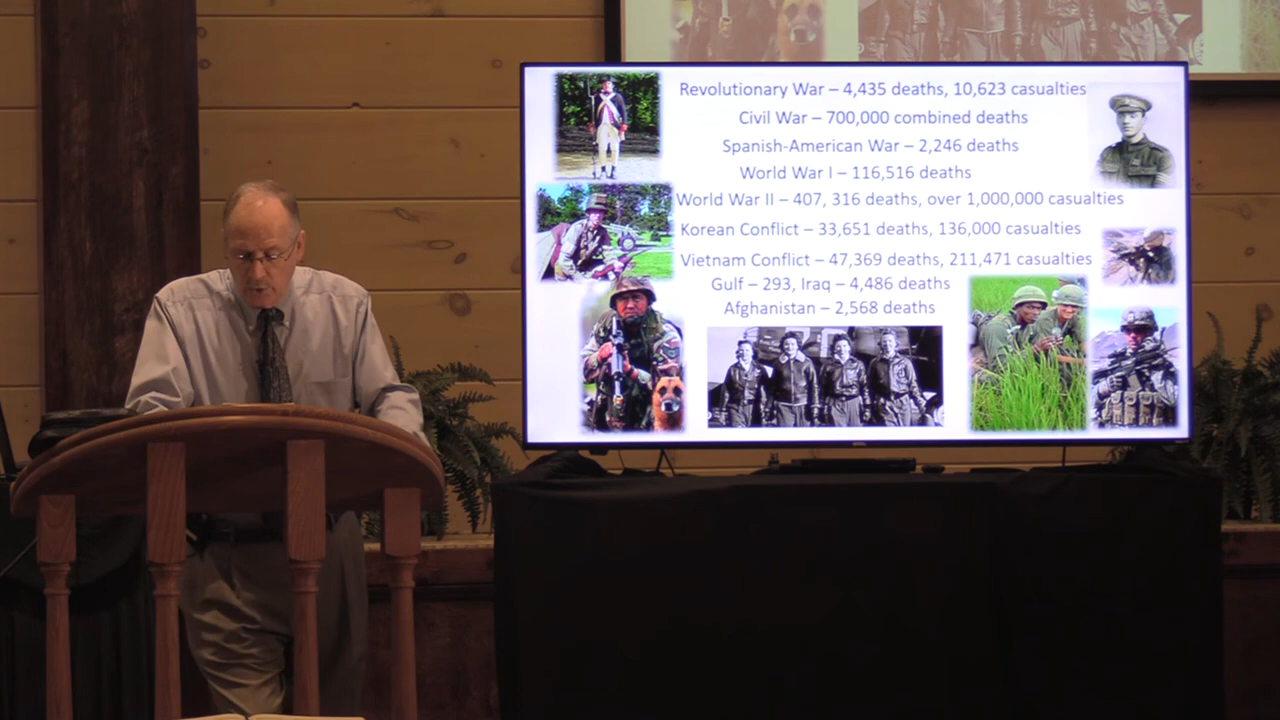 Revolutionary War – 4,435 deaths, 10,623 casualties
Civil War – 700,000 combined deaths
Spanish-American War – 2,246 deaths
World War I – 116,516 deaths
World War II – 407, 316 deaths, over 1,000,000 casualties
Korean Conflict – 33,651 deaths, 136,000 casualties
Vietnam Conflict – 47,369 deaths, 211,471 casualties
Gulf – 293, Iraq – 4,486 deaths
Afghanistan – 2,568 deaths